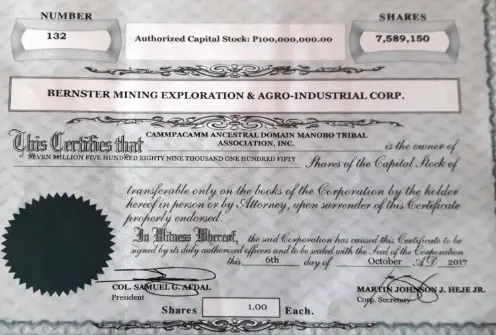 NUMBER
SHARES
132
Authorized Capital Stock: P100,000,000.00
7,589,150
BERNSTER MINING EXPLORATION & AGRO-INDUSTRIAL CORP.
This Certifies that CAMMPACAMM ANCESTRAL DOMAIN MANOBO TRIBAL ASSOCIATION, INC. is the owner of
SEVEN MILLION FIVE HUNDRED EIGHTY NINE THOUSAND ONE HUNDRED FIFTY Shares of the Capital Stock of
transferable only on the books of the Corporation by the holder
hereof in person or by Attorney, upon surrender of this Certificate
properly endorsed.
In Witness Whereof, the said Corporation has caused this Certificate to be
signed by its duly authorized officers and to be sealed with the Seal of the Corporation
this 6th day of October A.D. 2017
COL. SAMUEL G. AFDAL
President
MARTIN JOHNSON J. HEJE JR.
Corp. Secretary
Shares 1.00 Each.